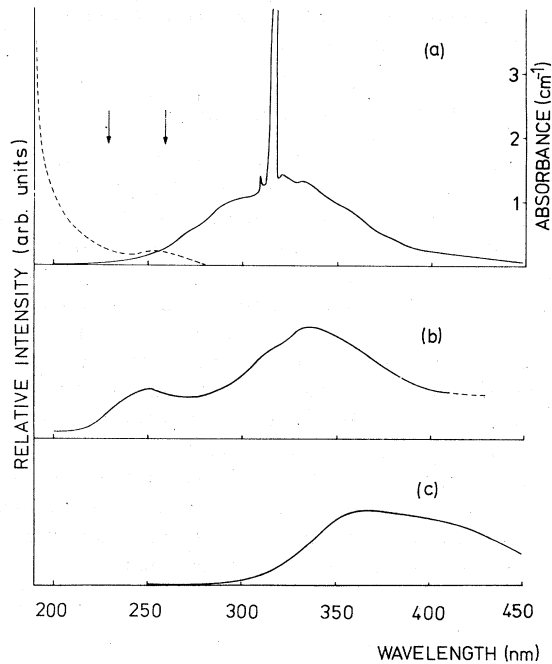 (a)
3
2
1
ABSORBANCE (cm⁻¹)
RELATIVE INTENSITY (arb. units)
(b)
(c)
200 250 300 350 400 450
WAVELENGTH (nm)